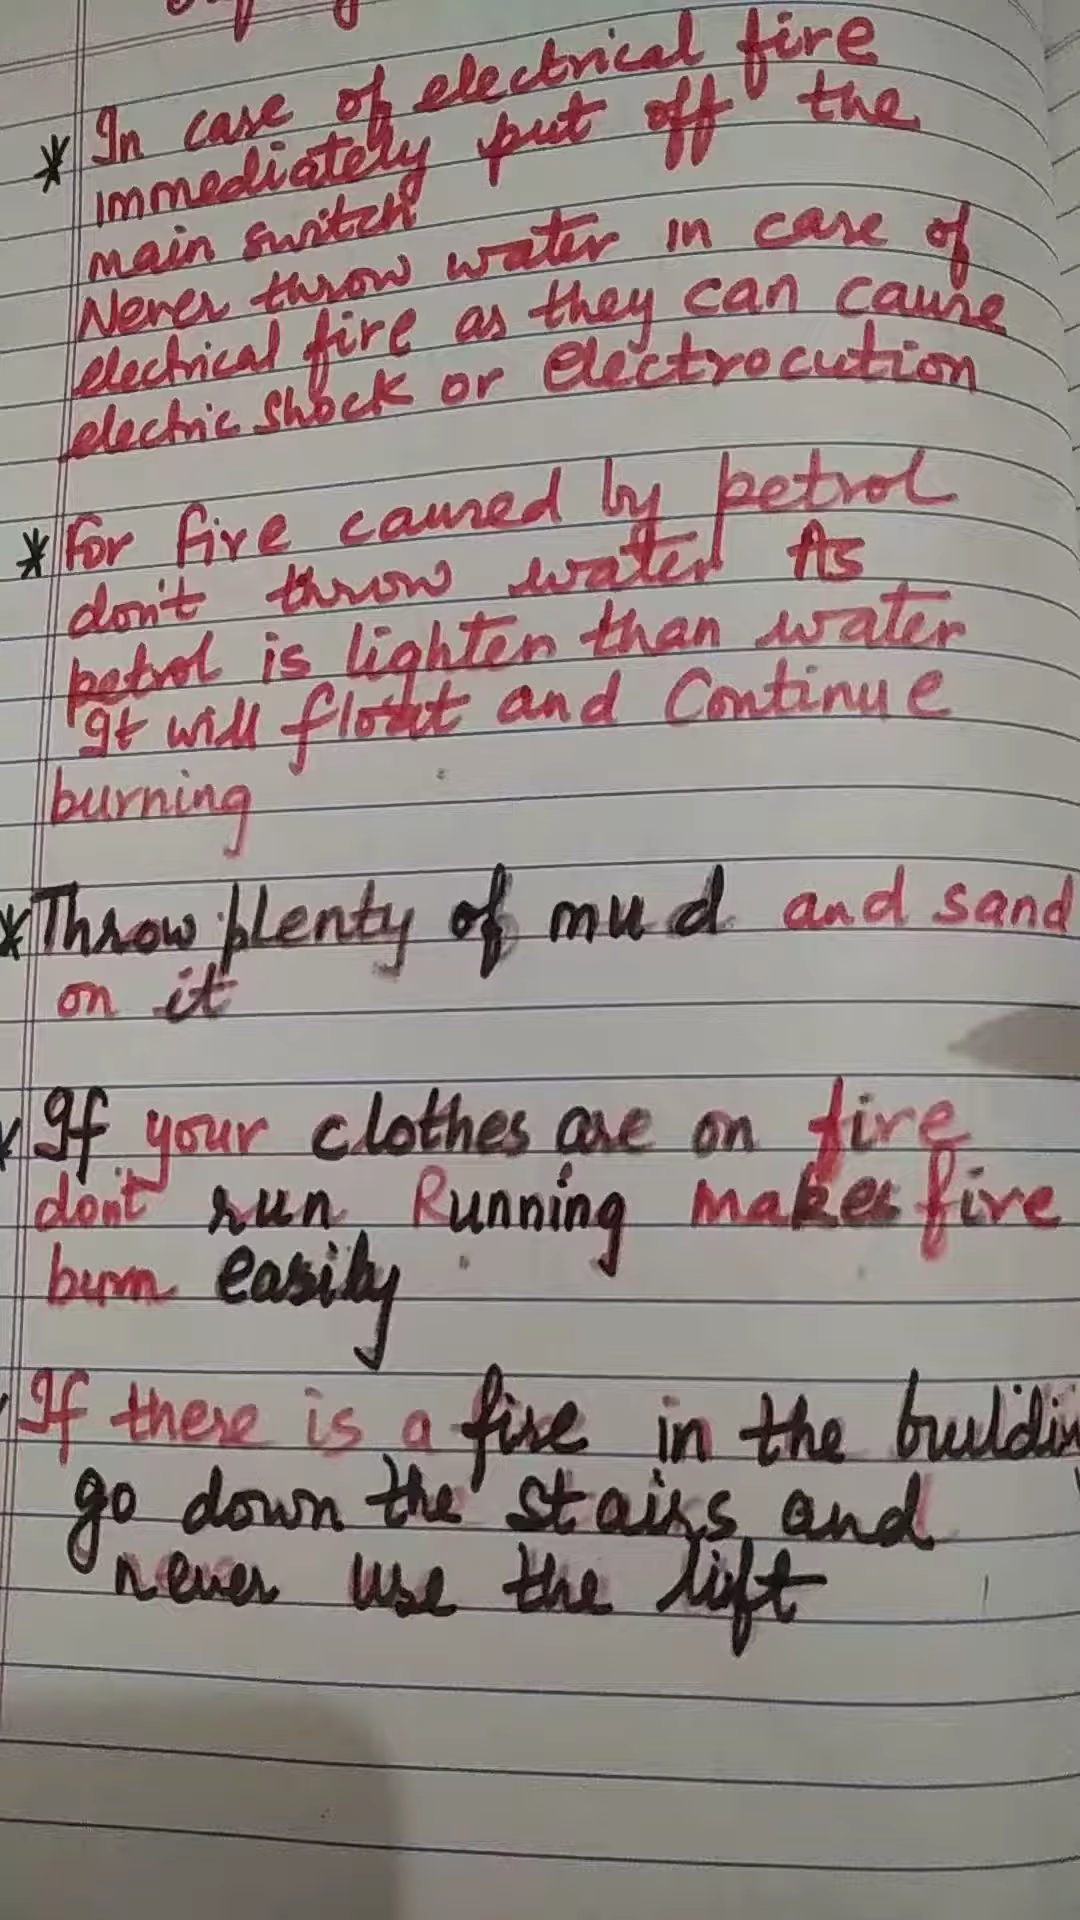 * In case of electrical fire
immediately put off the
main switch
Never throw water in case of
electrical fire as they can cause
electric shock or electrocution
* For fire caused by petrol
don't throw water As
petrol is lighten than water
It will float and Continue
burning
* Throw plenty of mud and sand
on it
* If your clothes are on fire
don't run Running makes fire
burn easily
If there is a fire in the buildin
go down the stairs and
never use the lift